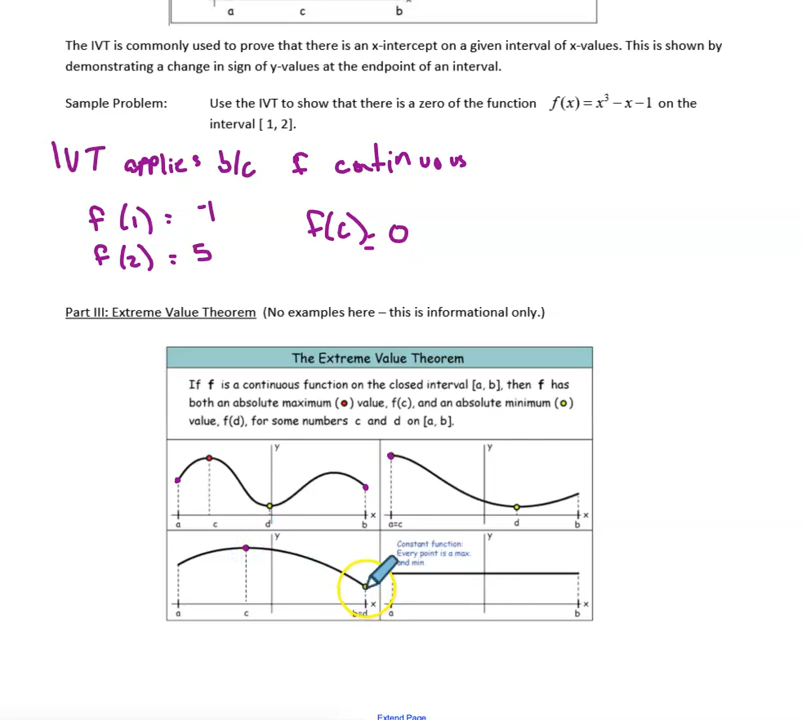 a c b
The IVT is commonly used to prove that there is an x-intercept on a given interval of x-values. This is shown by
demonstrating a change in sign of y-values at the endpoint of an interval.
Sample Problem: Use the IVT to show that there is a zero of the function f(x)=x³−x−1 on the
interval [ 1, 2].
IVT applies b/c f continuous
f(1) = -1
f(c) = 0
f(2) = 5
Part III: Extreme Value Theorem (No examples here – this is informational only.)
The Extreme Value Theorem
If f is a continuous function on the closed interval [a, b], then f has
both an absolute maximum ( ) value, f(c), and an absolute minimum ( )
value, f(d), for some numbers c and d on [a, b].
y y
x x
a c d b a=c d b
y Constant function: y
Every point is a max
and min
x x
a c b=d a b
Extend Page